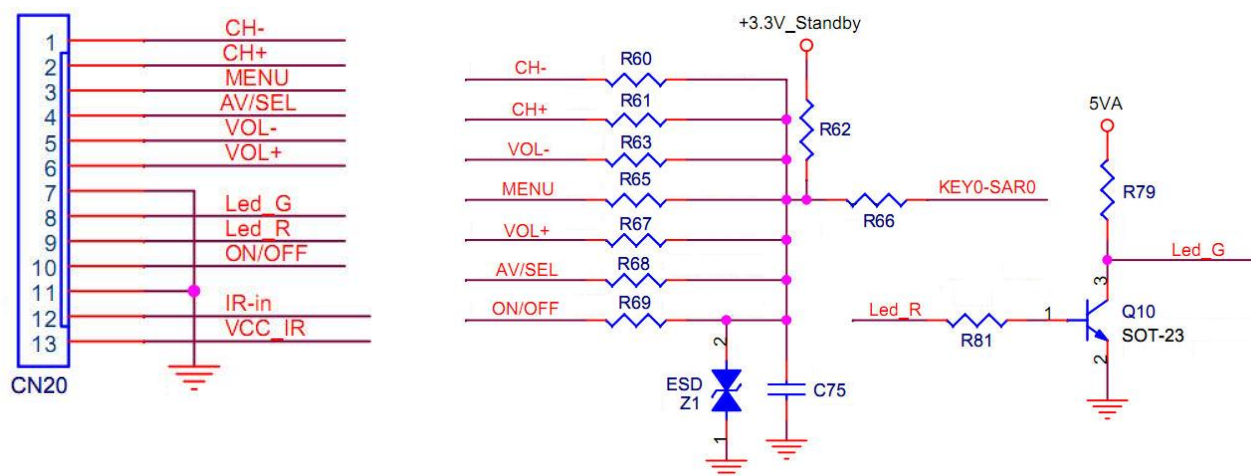 CH-
1
CH+
2
MENU
3
AV/SEL
4
VOL-
5
VOL+
6
7
Led_G
8
Led_R
9
ON/OFF
10
11
IR-in
12
VCC_IR
13
CN20
+3.3V_Standby
CH-
R60
CH+
R61
R62
VOL-
R63
MENU
R65
KEY0-SAR0
R66
VOL+
R67
AV/SEL
R68
ON/OFF
R69
2
ESD
Z1
1
C75
5VA
R79
Led_G
3
Led_R
R81
1
Q10
SOT-23
2